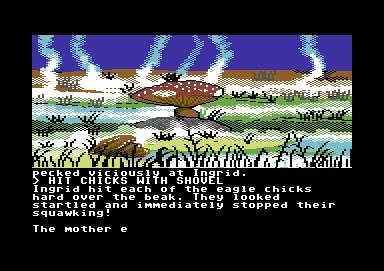 pecked viciously at Ingrid.
> HIT CHICKS WITH SHOVEL
Ingrid hit each of the eagle chicks
hard over the beak. They looked
startled and immediately stopped their
squawking!
The mother e